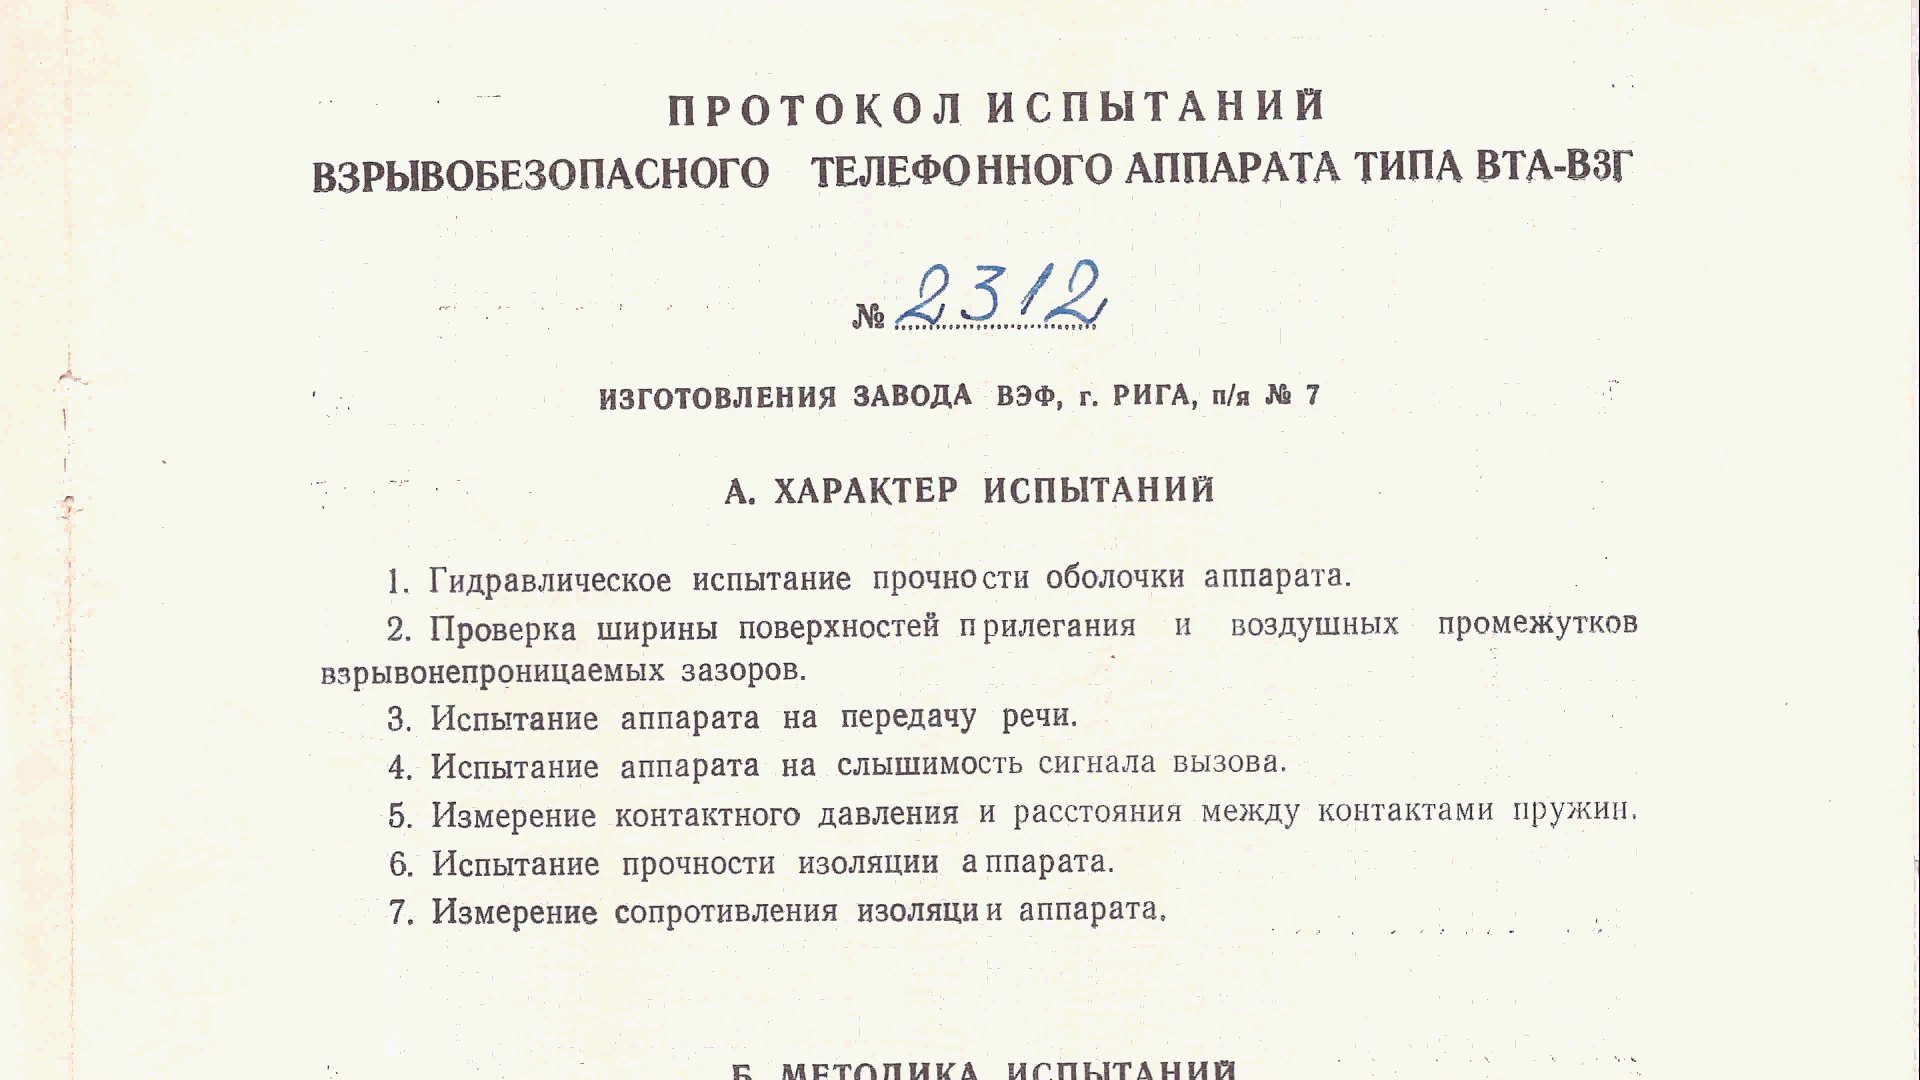 ПРОТОКОЛ ИСПЫТАНИЙ
ВЗРЫВОБЕЗОПАСНОГО ТЕЛЕФОННОГО АППАРАТА ТИПА ВТА-ВЗГ
№ 2312
ИЗГОТОВЛЕНИЯ ЗАВОДА ВЭФ, г. РИГА, п/я № 7
А. ХАРАКТЕР ИСПЫТАНИЙ
1. Гидравлическое испытание прочности оболочки аппарата.
2. Проверка ширины поверхностей прилегания и воздушных промежутков
взрывонепроницаемых зазоров.
3. Испытание аппарата на передачу речи.
4. Испытание аппарата на слышимость сигнала вызова.
5. Измерение контактного давления и расстояния между контактами пружин.
6. Испытание прочности изоляции аппарата.
7. Измерение сопротивления изоляции аппарата.
Б. МЕТОДИКА ИСПЫТАНИЙ